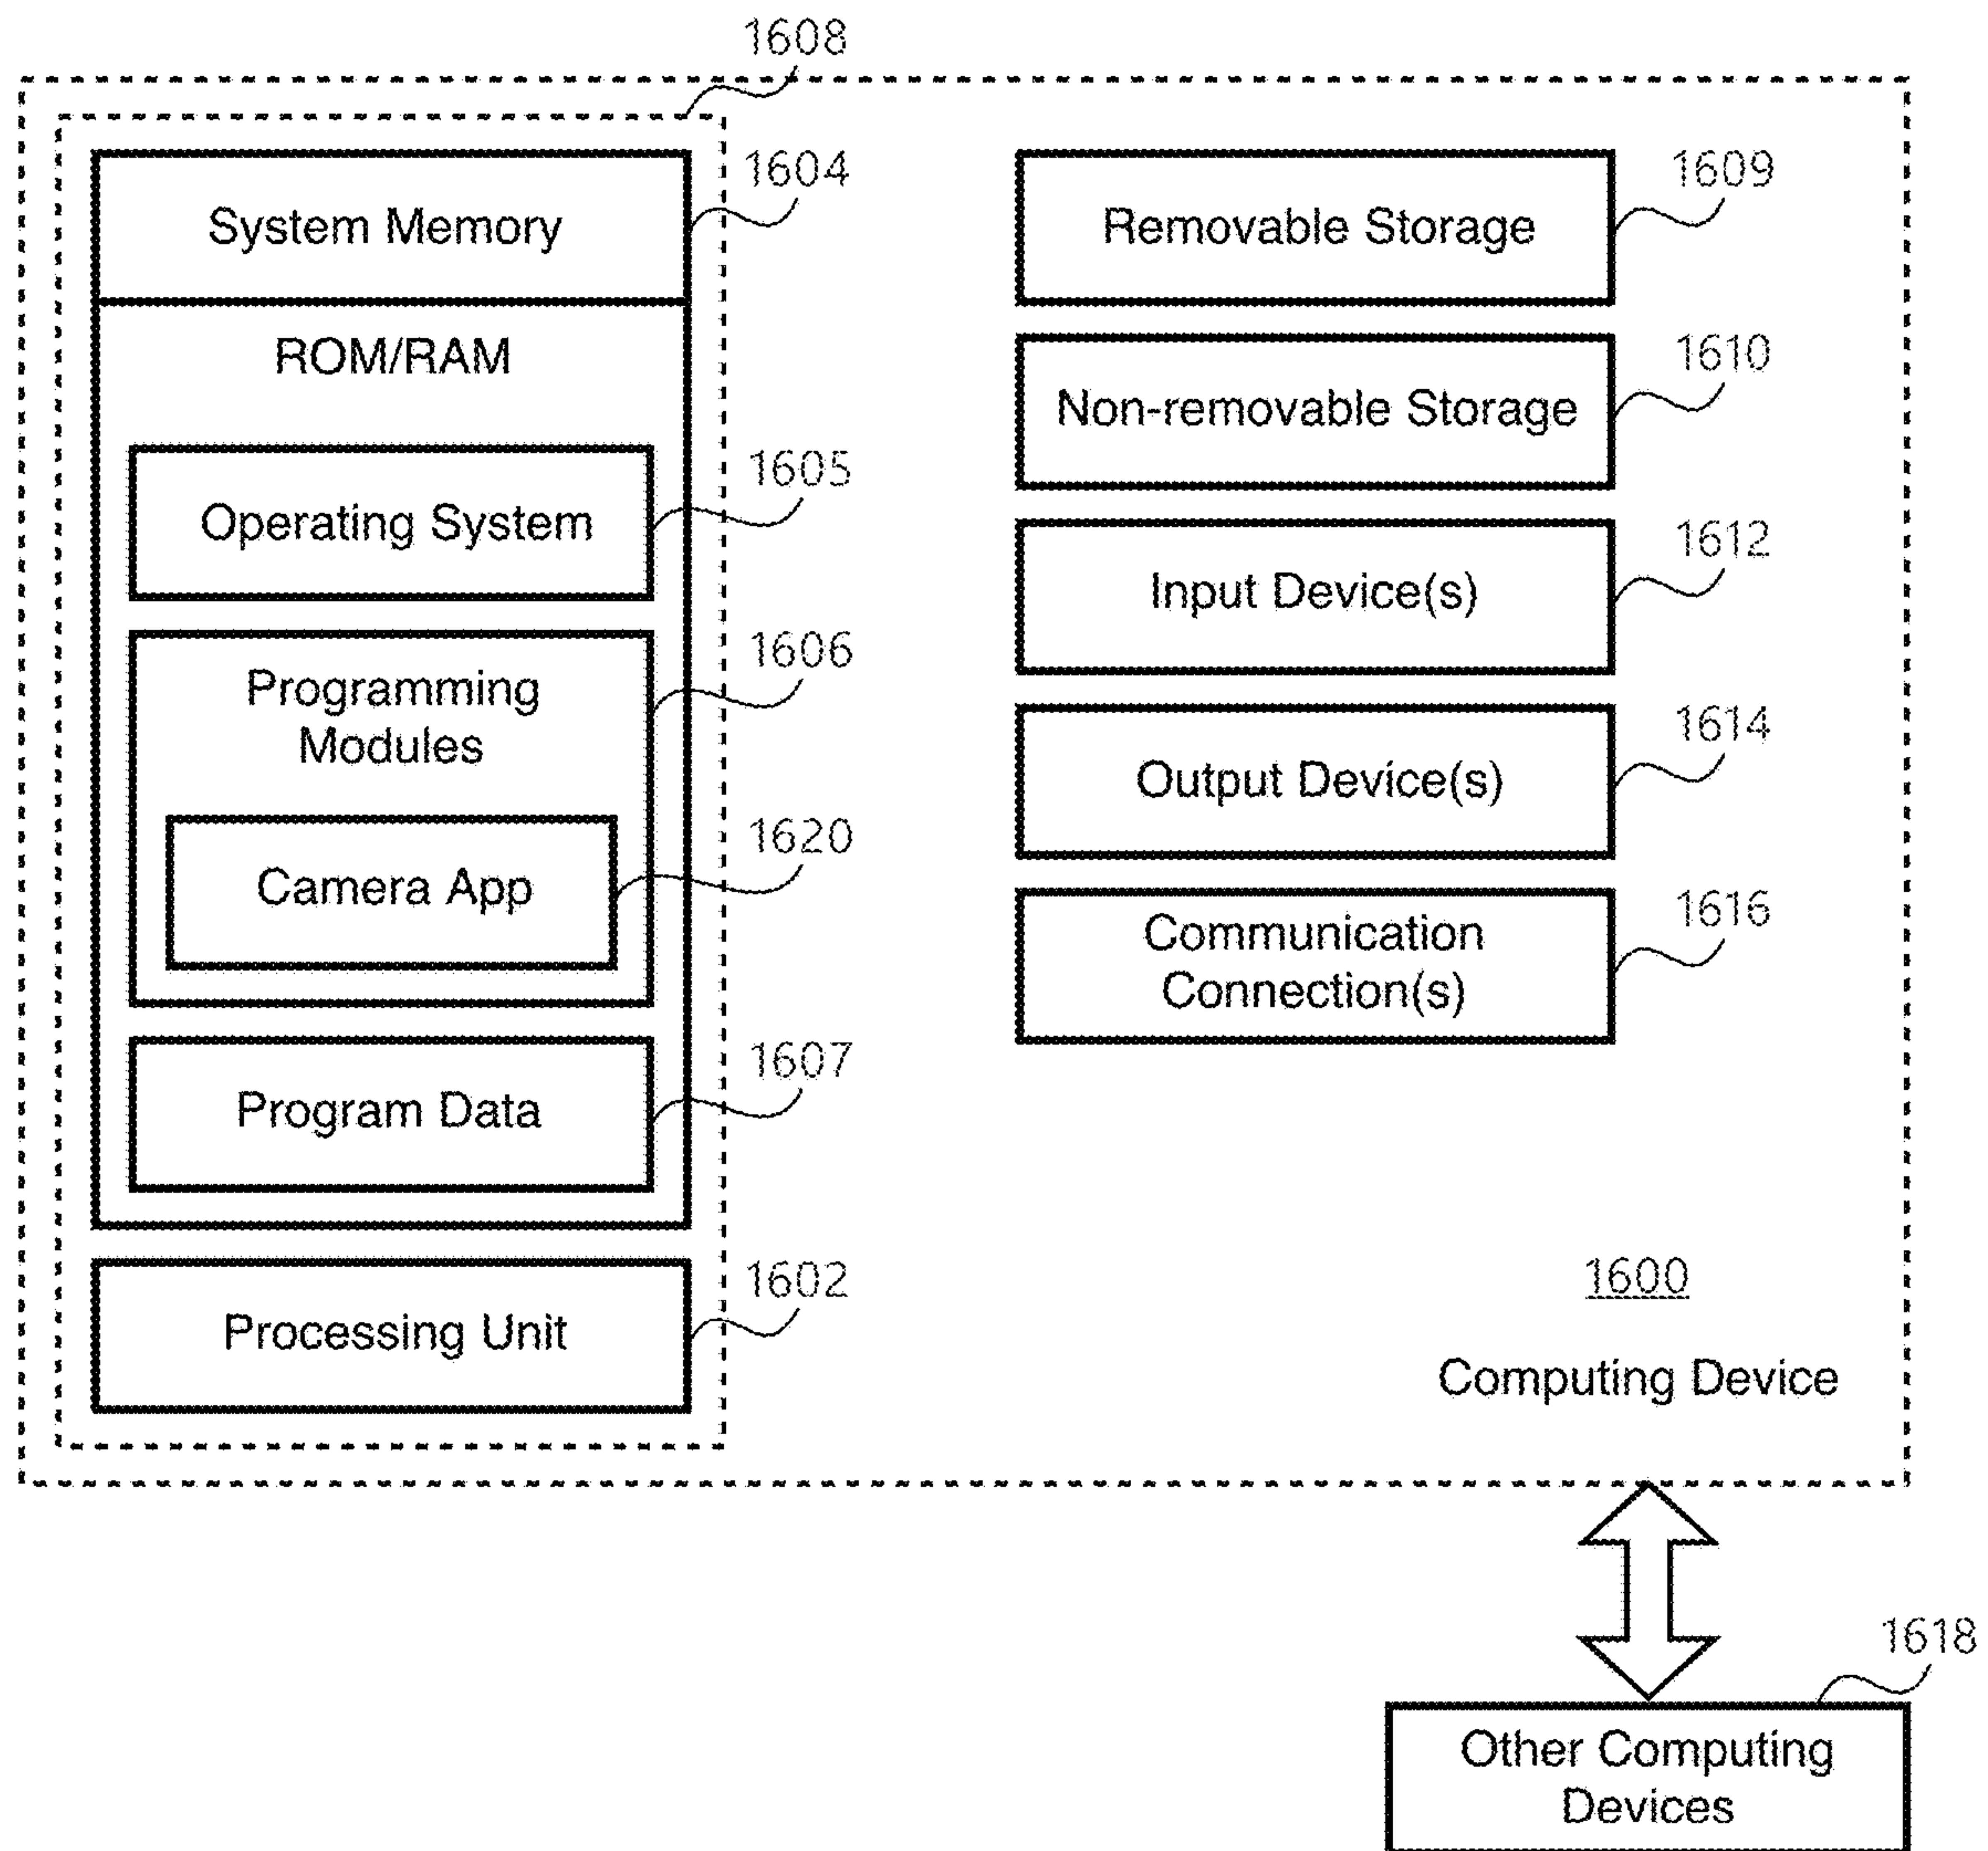 1608
System Memory
1604
ROM/RAM
Operating System
1605
Programming
Modules
1606
Camera App
1620
Program Data
1607
Processing Unit
1602
Removable Storage
1609
Non-removable Storage
1610
Input Device(s)
1612
Output Device(s)
1614
Communication
Connection(s)
1616
1600
Computing Device
1618
Other Computing
Devices